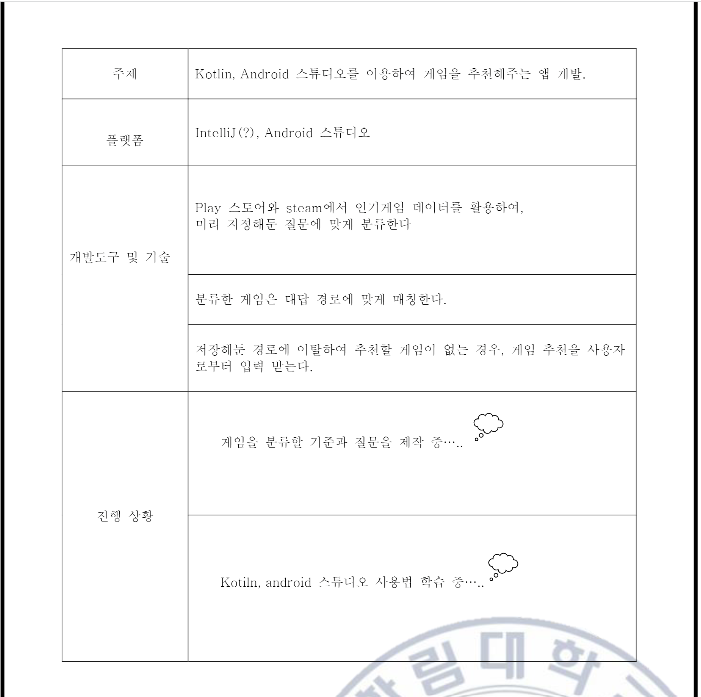 주제
Kotlin, Android 스튜디오를 이용하여 게임을 추천해주는 앱 개발.
플랫폼
IntelliJ(?), Android 스튜디오
개발도구 및 기술
Play 스토어와 steam에서 인기게임 데이터를 활용하여,
미리 지정해둔 질문에 맞게 분류한다
분류한 게임은 대답 경로에 맞게 매칭한다.
저장해둔 경로에 이탈하여 추천할 게임이 없는 경우, 게임 추천을 사용자
로부터 입력 받는다.
진행 상황
게임을 분류할 기준과 질문을 제작 중…..
Kotiln, android 스튜디오 사용법 학습 중…..
림대학